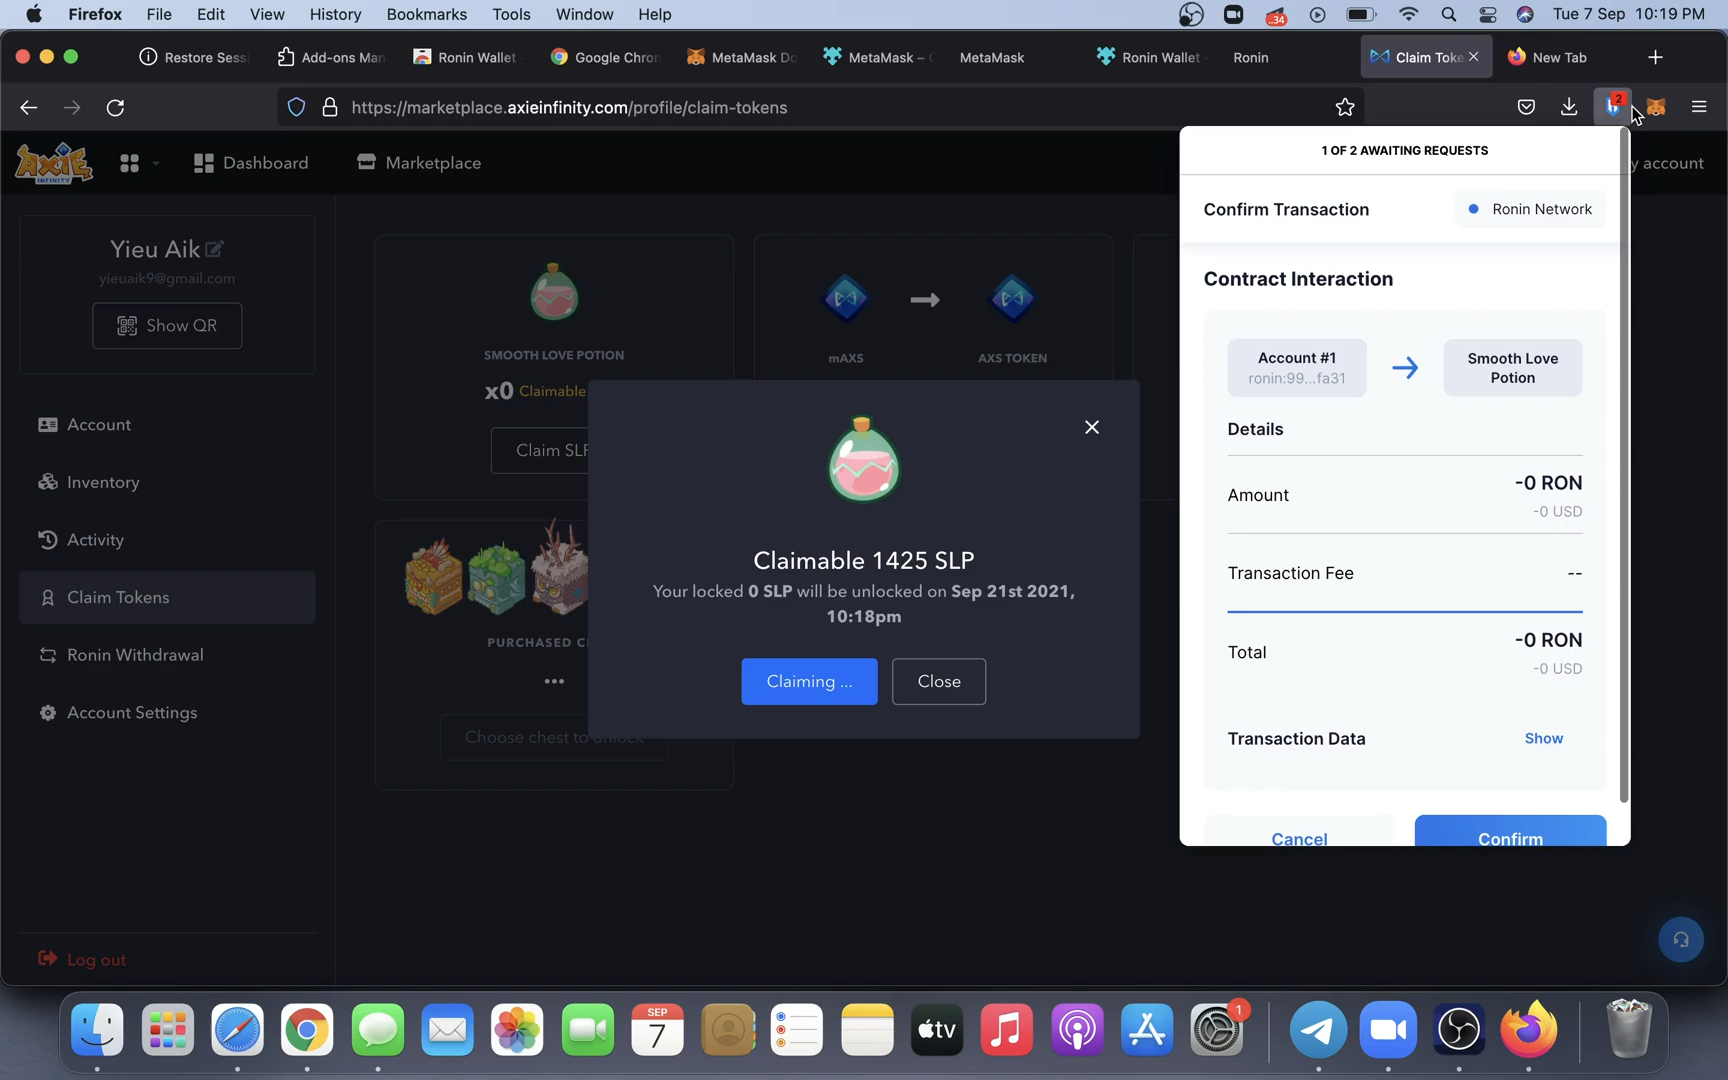 Firefox File Edit View History Bookmarks Tools Window Help
34
Tue 7 Sep 10:19 PM
Restore Sess
Add-ons Man
Ronin Wallet
Google Chron
MetaMask Do
MetaMask – C
MetaMask
Ronin Wallet
Ronin
Claim Toke
New Tab
https://marketplace.axieinfinity.com/profile/claim-tokens
2
AXIE
INFINITY
Dashboard
Marketplace
y account
Yieu Aik
yieuaik9@gmail.com
Show QR
Account
Inventory
Activity
Claim Tokens
Ronin Withdrawal
Account Settings
Log out
SMOOTH LOVE POTION
x0 Claimable
Claim SLP
mAXS
AXS TOKEN
PURCHASED C
Choose chest to unlock
Claimable 1425 SLP
Your locked 0 SLP will be unlocked on Sep 21st 2021,
10:18pm
Claiming ...
Close
1 OF 2 AWAITING REQUESTS
Confirm Transaction
Ronin Network
Contract Interaction
Account #1
ronin:99...fa31
Smooth Love
Potion
Details
Amount
-0 RON
-0 USD
Transaction Fee
--
Total
-0 RON
-0 USD
Transaction Data
Show
Cancel
Confirm
SEP
7
tv
1